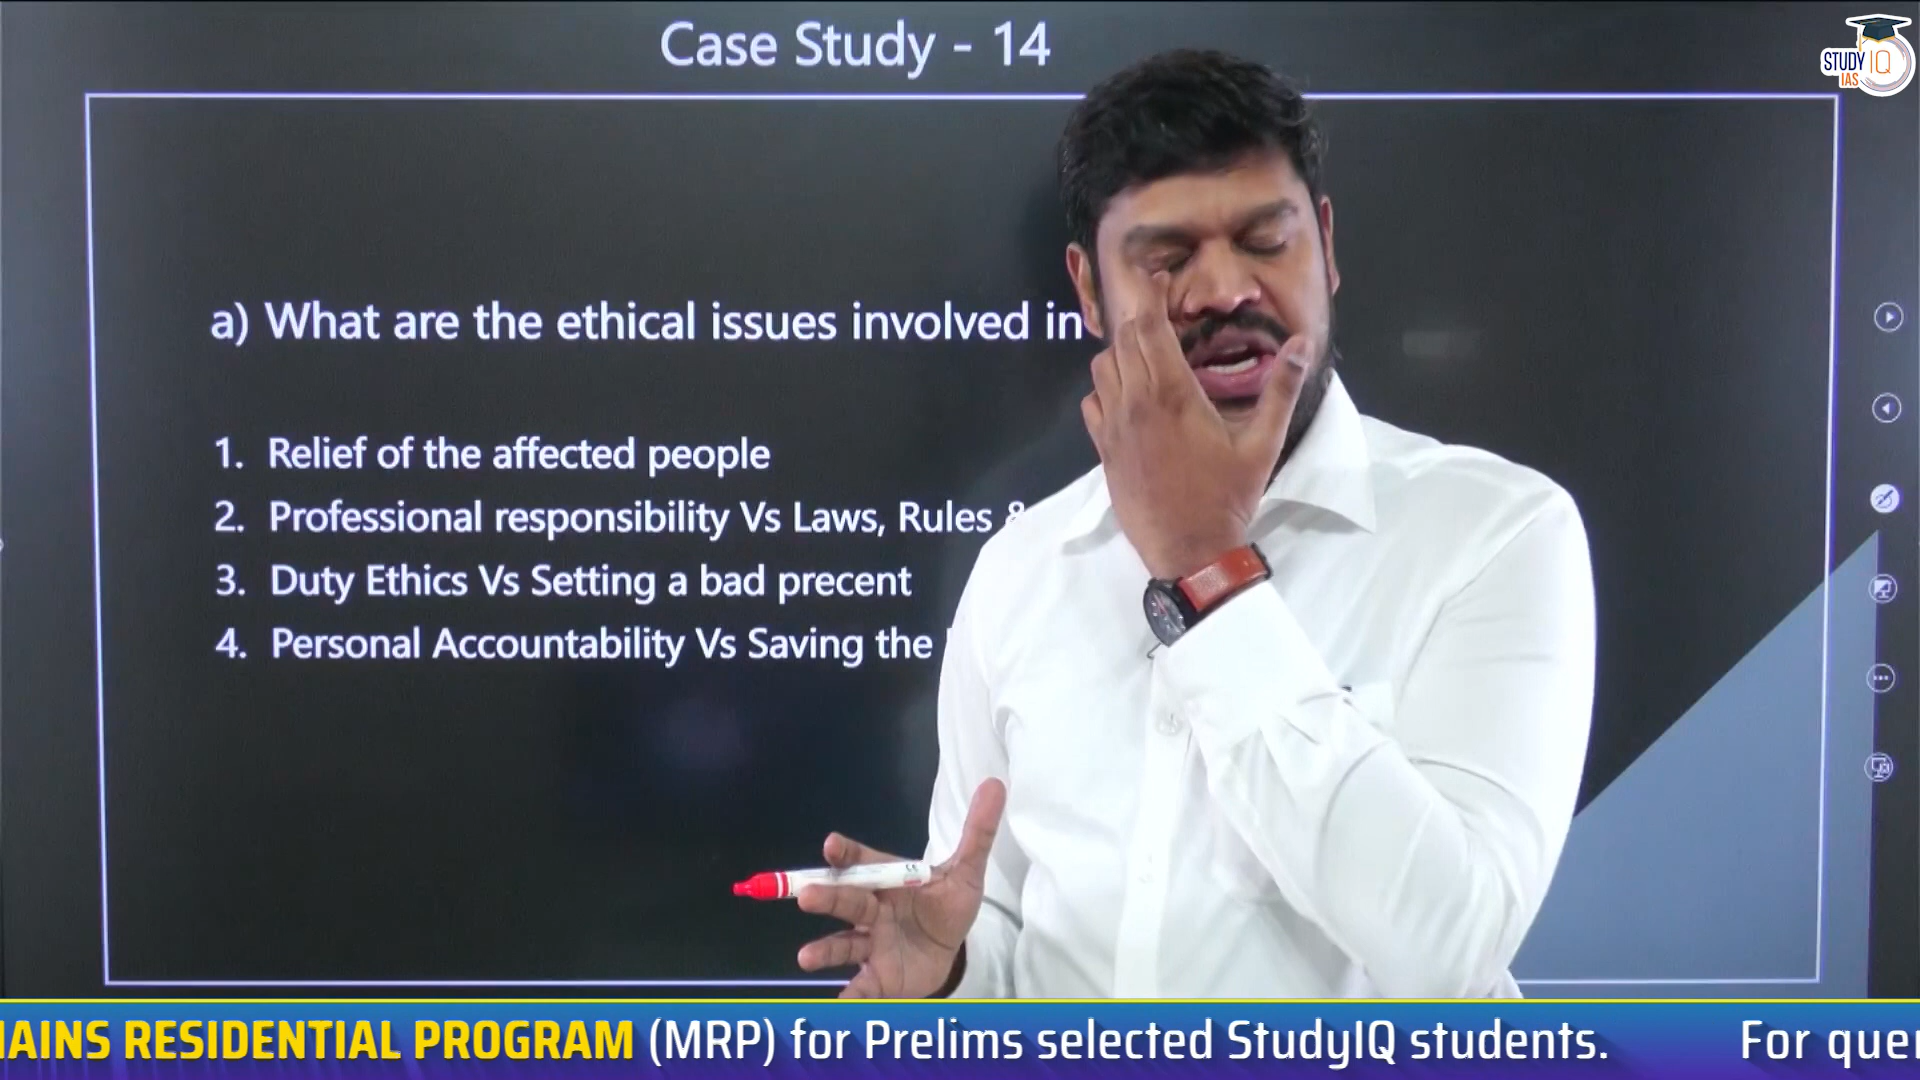 Case Study - 14
STUDY IQ
IAS
a) What are the ethical issues involved in
1. Relief of the affected people
2. Professional responsibility Vs Laws, Rules &
3. Duty Ethics Vs Setting a bad precent
4. Personal Accountability Vs Saving the
MAINS RESIDENTIAL PROGRAM (MRP) for Prelims selected StudyIQ students. For quer